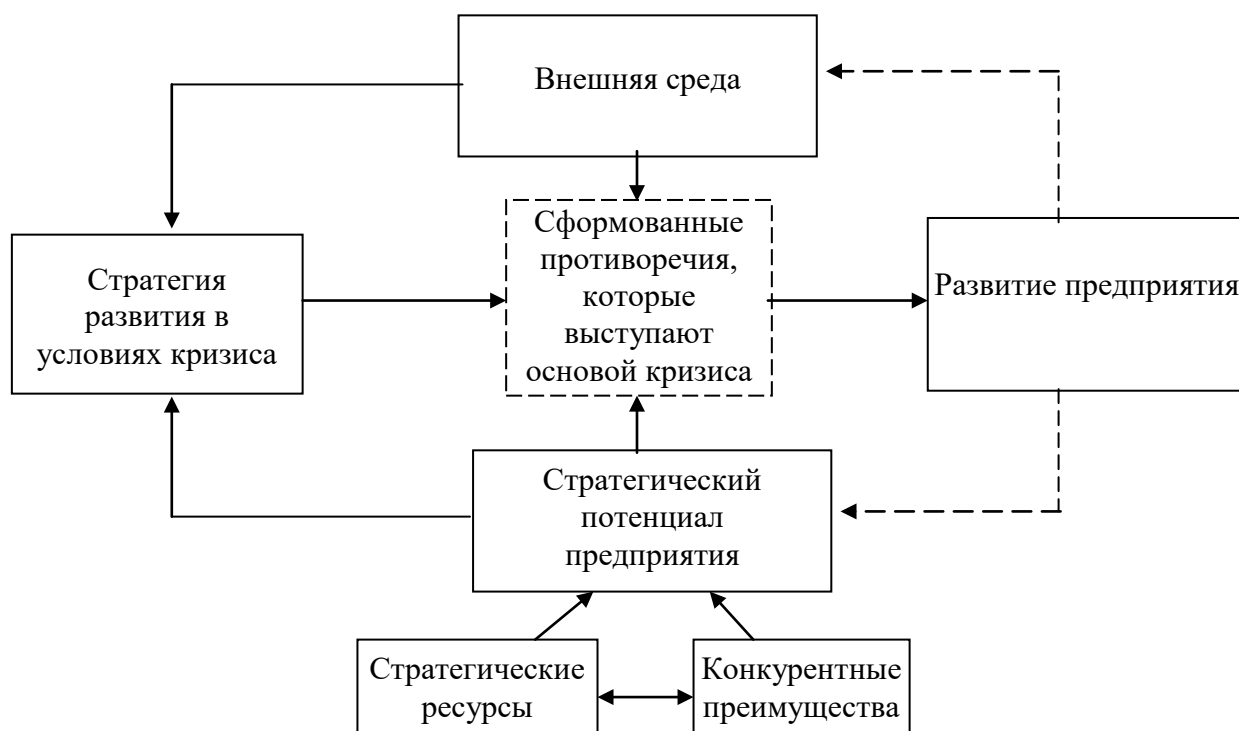 Внешняя среда
Сформованные
противоречия,
которые
выступают
основой кризиса
Стратегия
развития в
условиях кризиса
Развитие предприятия
Стратегический
потенциал
предприятия
Стратегические
ресурсы
Конкурентные
преимущества